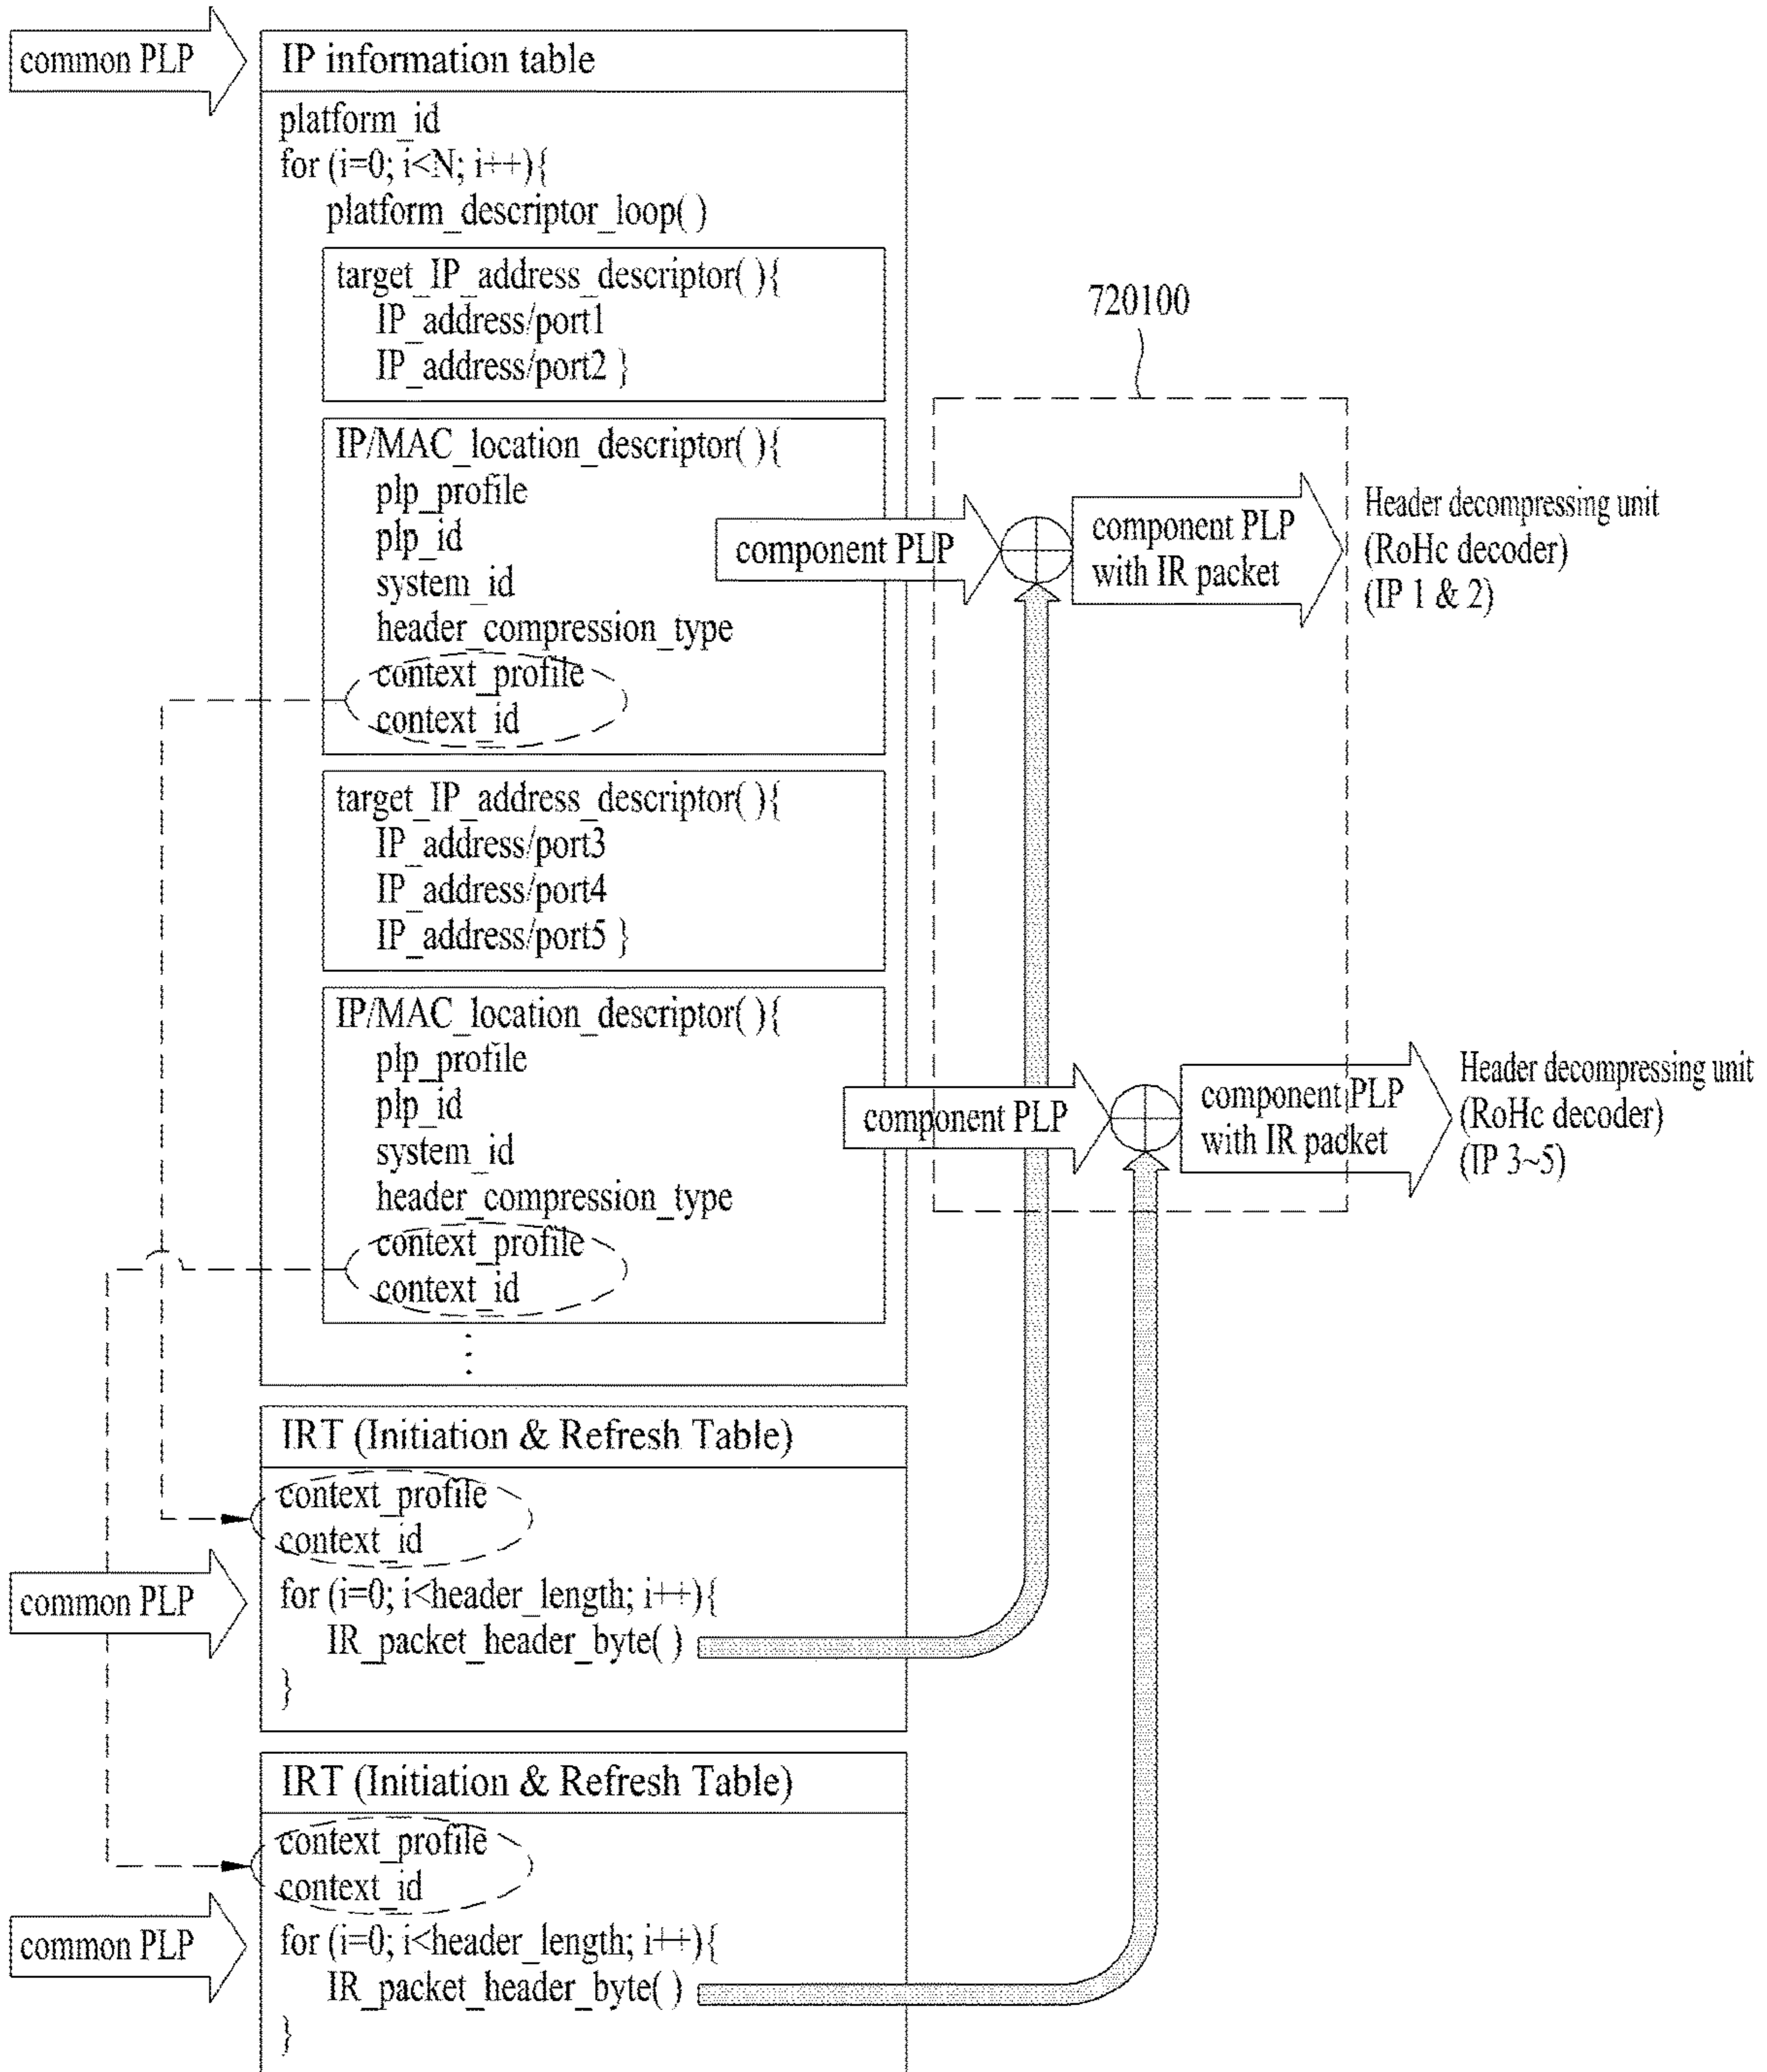 common PLP
IP information table
platform_id
for (i=0; i<N; i++){
platform_descriptor_loop( )
target_IP_address_descriptor( ){
IP_address/port1
IP_address/port2 }
720100
IP/MAC_location_descriptor( ){
plp_profile
plp_id
system_id
header_compression_type
context_profile
context_id
component PLP
component PLP
with IR packet
Header decompressing unit
(RoHc decoder)
(IP 1 & 2)
target_IP_address_descriptor( ){
IP_address/port3
IP_address/port4
IP_address/port5 }
IP/MAC_location_descriptor( ){
plp_profile
plp_id
system_id
header_compression_type
context_profile
context_id
component PLP
component PLP
with IR packet
Header decompressing unit
(RoHc decoder)
(IP 3~5)
IRT (Initiation & Refresh Table)
context_profile
context_id
common PLP
for (i=0; i<header_length; i++){
IR_packet_header_byte( )
}
IRT (Initiation & Refresh Table)
context_profile
context_id
common PLP
for (i=0; i<header_length; i++){
IR_packet_header_byte( )
}